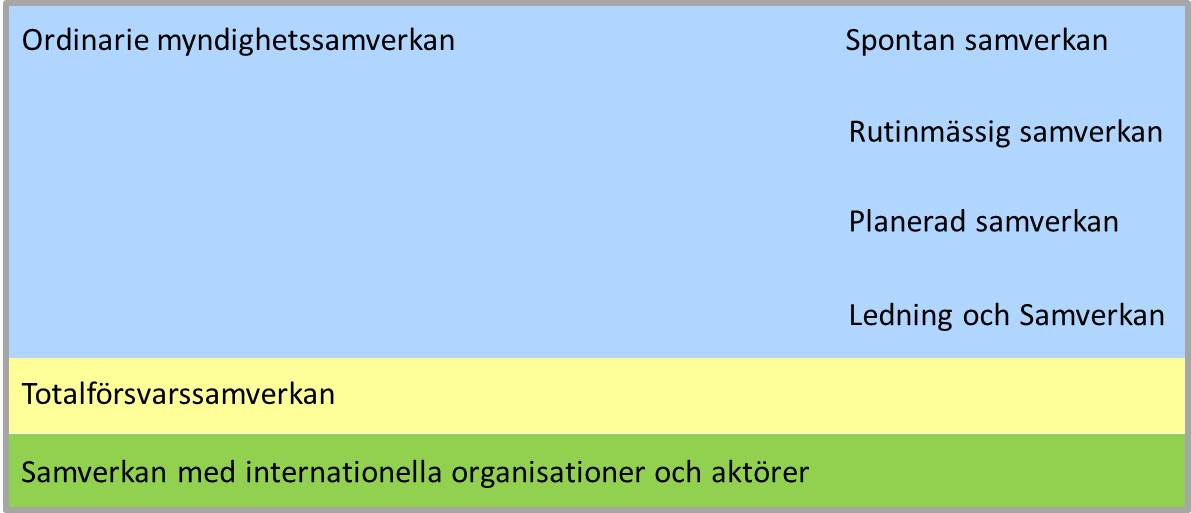 Ordinarie myndighetssamverkan
Spontan samverkan
Rutinmässig samverkan
Planerad samverkan
Ledning och Samverkan
Totalförsvarssamverkan
Samverkan med internationella organisationer och aktörer